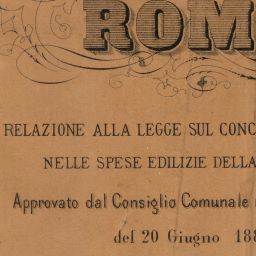 ROM
RELAZIONE ALLA LEGGE SUL CONC
NELLE SPESE EDILIZIE DELLA
Approvato dal Consiglio Comunale
del 20 Giugno 188